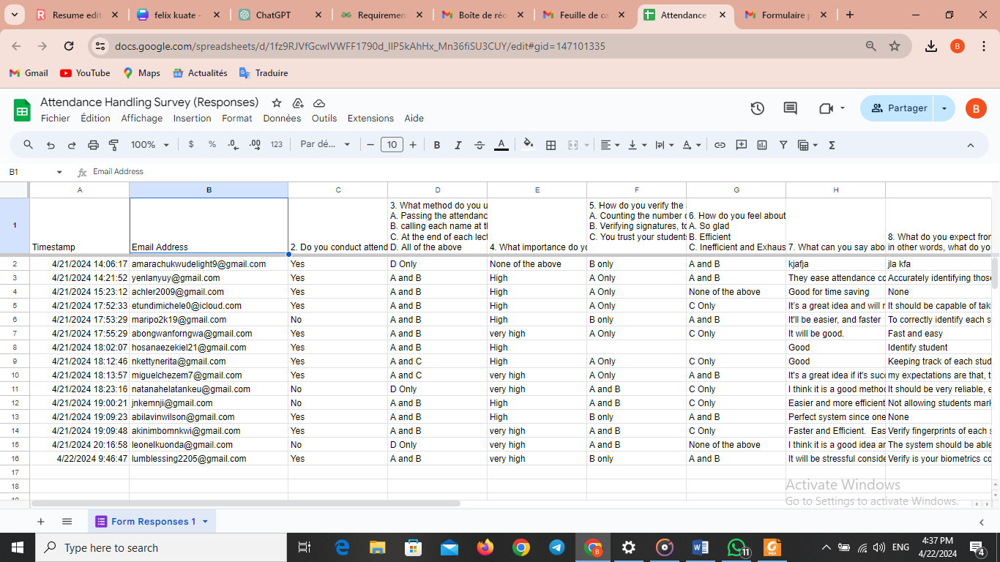 Resume edit
felix kuate -
ChatGPT
Requiremen
Boîte de réc
Feuille de ca
Attendance
Formulaire p
docs.google.com/spreadsheets/d/1fz9RJVfGcwIVWFF1790d_IIP5kAhHx_Mn36fiSU3CUY/edit#gid=147101335
B
Gmail YouTube Maps Actualités Traduire
Attendance Handling Survey (Responses)
Fichier Édition Affichage Insertion Format Données Outils Extensions Aide
Partager
B
100% $ % .0 .00 123 Par dé... − 10 + B I A
B1 fx Email Address
A B C D E F G H
1 Timestamp Email Address 2. Do you conduct attend
3. What method do you u
A. Passing the attendanc
B. calling each name at th
C. At the end of each lect
D. All of the above
4. What importance do yo
5. How do you verify the
A. Counting the number o
B. Verifying signatures, to
C. You trust your students
6. How do you feel about
A. So glad
B. Efficient
C. Inefficient and Exhaus
7. What can you say abo
8. What do you expect fror
in other words, what do yo
2 4/21/2024 14:06:17 amarachukwudelight9@gmail.com Yes D Only None of the above B only A and B kjafja jla kfa
3 4/21/2024 14:21:52 yenlanyuy@gmail.com Yes A and B High A Only A and B They ease attendance co Accurately identifying those
4 4/21/2024 15:23:12 achler2009@gmail.com Yes A and B High A Only None of the above Good for time saving None
5 4/21/2024 17:52:33 etundimichele0@icloud.com Yes A and B High A Only C Only It's a great idea and will r It should be capable of tak
6 4/21/2024 17:53:29 maripo2k19@gmail.com No A and B High B only A and B It'll be easier, and faster To correctly identify each s
7 4/21/2024 17:55:29 abongwanforngwa@gmail.com Yes A and B very high A Only C Only It will be good. Fast and easy
8 4/21/2024 18:02:07 hosanaezekiel21@gmail.com Yes A and B High Good Identify student
9 4/21/2024 18:12:46 nkettynerita@gmail.com Yes A and C High A Only C Only Good Keeping track of each stud
10 4/21/2024 18:13:57 miguelchezem7@gmail.com Yes A and C very high A Only A and B It's a great idea if it's suc my expectations are that, t
11 4/21/2024 18:23:16 natanahelatankeu@gmail.com No D Only very high A and B C Only I think it is a good metho It should be very reliable, e
12 4/21/2024 19:00:21 jnkemnji@gmail.com No A and B High A and B C Only Easier and more efficient Not allowing students mark
13 4/21/2024 19:09:23 abilavinwilson@gmail.com Yes A and B High B only A and B Perfect system since one None
14 4/21/2024 19:09:48 akinimbomnkwi@gmail.com Yes A and B very high A and B C Only Faster and Efficient. Eas Verify fingerprints of each s
15 4/21/2024 20:16:58 leonelkuonda@gmail.com No D Only very high A and B None of the above I think it is a good idea an The system should be able
16 4/22/2024 9:46:47 lumblessing2205@gmail.com Yes A and B very high B only A and B It will be stressful conside Verify is your biometrics co
17
18
Activate Windows
Go to Settings to activate Windows.
Form Responses 1
Type here to search
11
ENG
4:37 PM
4/22/2024
4